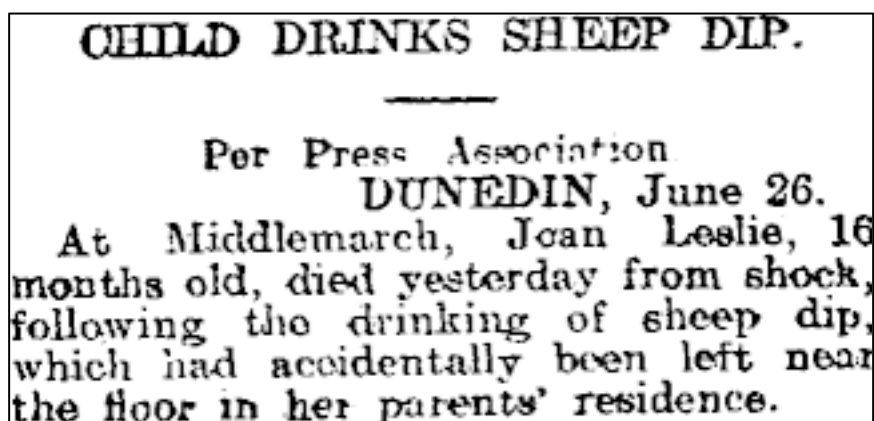 CHILD DRINKS SHEEP DIP.
Per Press Association
DUNEDIN, June 26.
At Middlemarch, Joan Leslie, 16
months old, died yesterday from shock,
following the drinking of sheep dip,
which had accidentally been left near
the floor in her parents' residence.